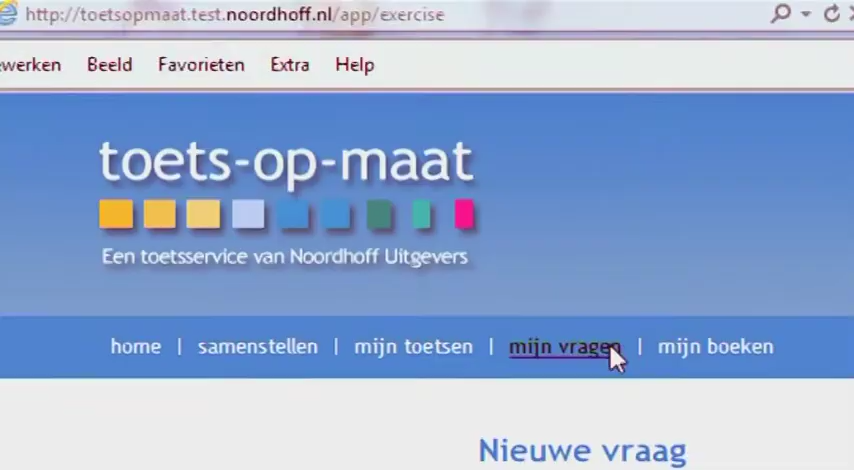 http://toetsopmaat.test.noordhoff.nl/app/exercise
ewerken Beeld Favorieten Extra Help
toets-op-maat
Een toetsservice van Noordhoff Uitgevers
home | samenstellen | mijn toetsen | mijn vragen | mijn boeken
Nieuwe vraag